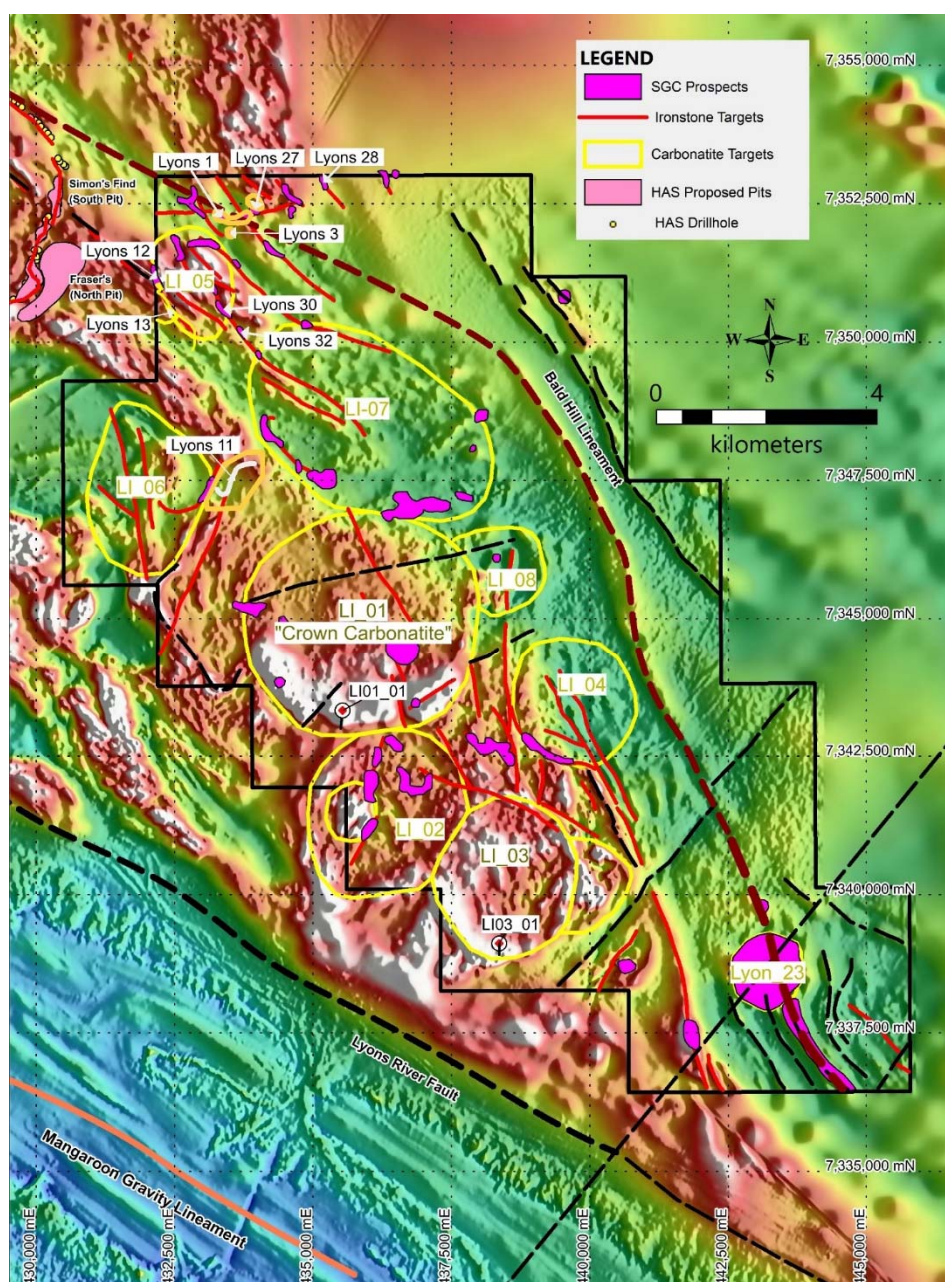 LEGEND
SGC Prospects
Ironstone Targets
Carbonatite Targets
HAS Proposed Pits
HAS Drillhole
7,355,000 mN
Lyons 1
Lyons 27
Lyons 28
Simon's Find
(South Pit)
7,352,500 mN
Lyons 3
Lyons 12
LI_05
Fraser's
(North Pit)
Lyons 30
Lyons 13
Lyons 32
N
W
E
S
7,350,000 mN
0
4
kilometers
Bald Hill Lineament
LI-07
Lyons 11
LI_06
7,347,500 mN
LI_08
LI_01
"Crown Carbonatite"
7,345,000 mN
LI_04
LI01_01
7,342,500 mN
LI_02
LI_03
7,340,000 mN
LI03_01
Lyon_23
7,337,500 mN
Lyons River Fault
Mangaroon Gravity Lineament
7,335,000 mN
430,000 mE
432,500 mE
435,000 mE
437,500 mE
440,000 mE
442,500 mE
445,000 mE